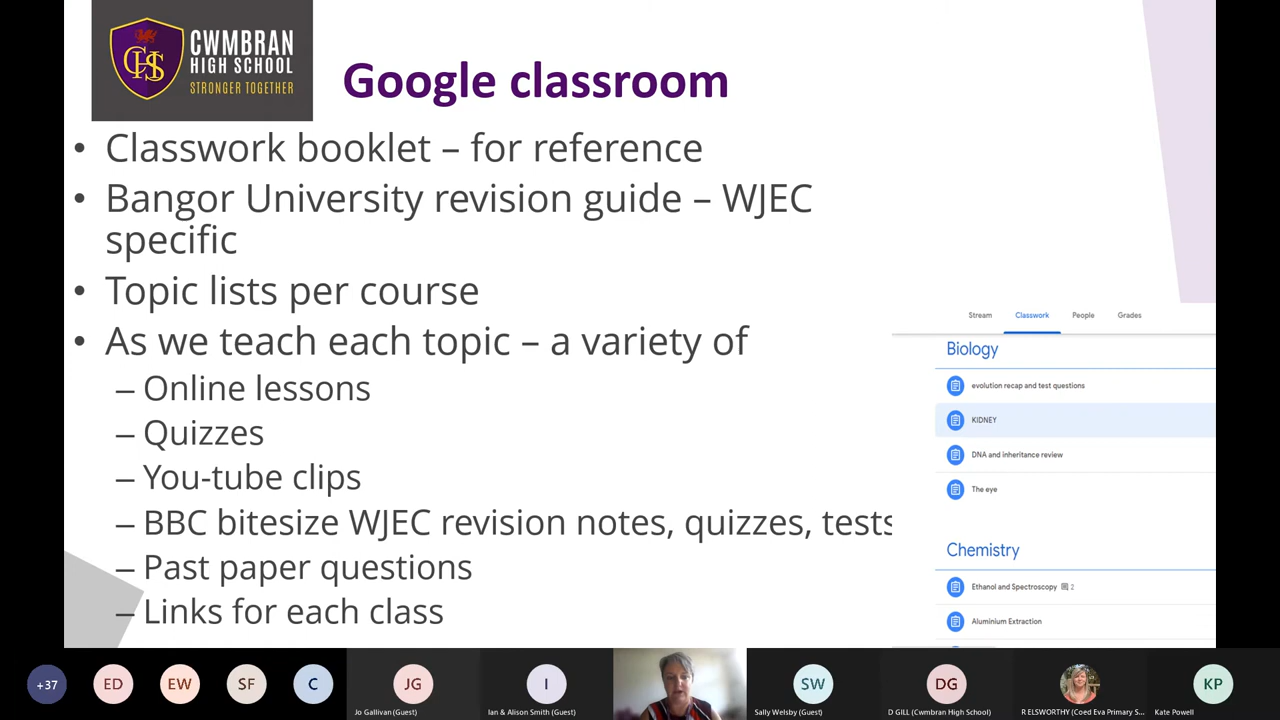 CWMBRAN
HIGH SCHOOL
STRONGER TOGETHER
Google classroom
• Classwork booklet – for reference
• Bangor University revision guide – WJEC
specific
• Topic lists per course
• As we teach each topic – a variety of
– Online lessons
– Quizzes
– You-tube clips
– BBC bitesize WJEC revision notes, quizzes, tests
– Past paper questions
– Links for each class
Stream Classwork People Grades
Biology
evolution recap and test questions
KIDNEY
DNA and inheritance review
The eye
Chemistry
Ethanol and Spectroscopy 2
Aluminium Extraction
+37 ED EW SF C JG I SW DG KP
Jo Gallivan (Guest) Ian & Alison Smith (Guest) Sally Welsby (Guest) D GILL (Cwmbran High School) R ELSWORTHY (Coed Eva Primary S... Kate Powell